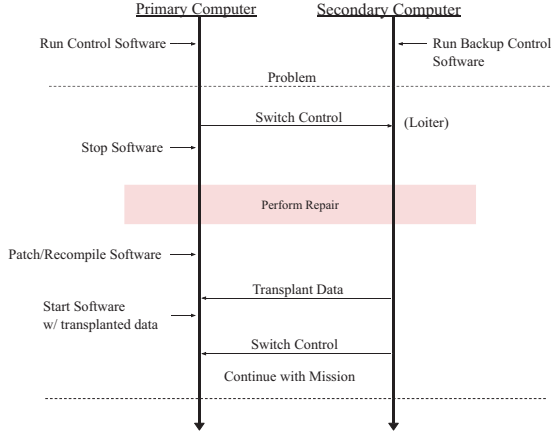 Primary Computer
Secondary Computer
Run Control Software
Run Backup Control
Software
Problem
Switch Control
(Loiter)
Stop Software
Perform Repair
Patch/Recompile Software
Transplant Data
Start Software
w/ transplanted data
Switch Control
Continue with Mission